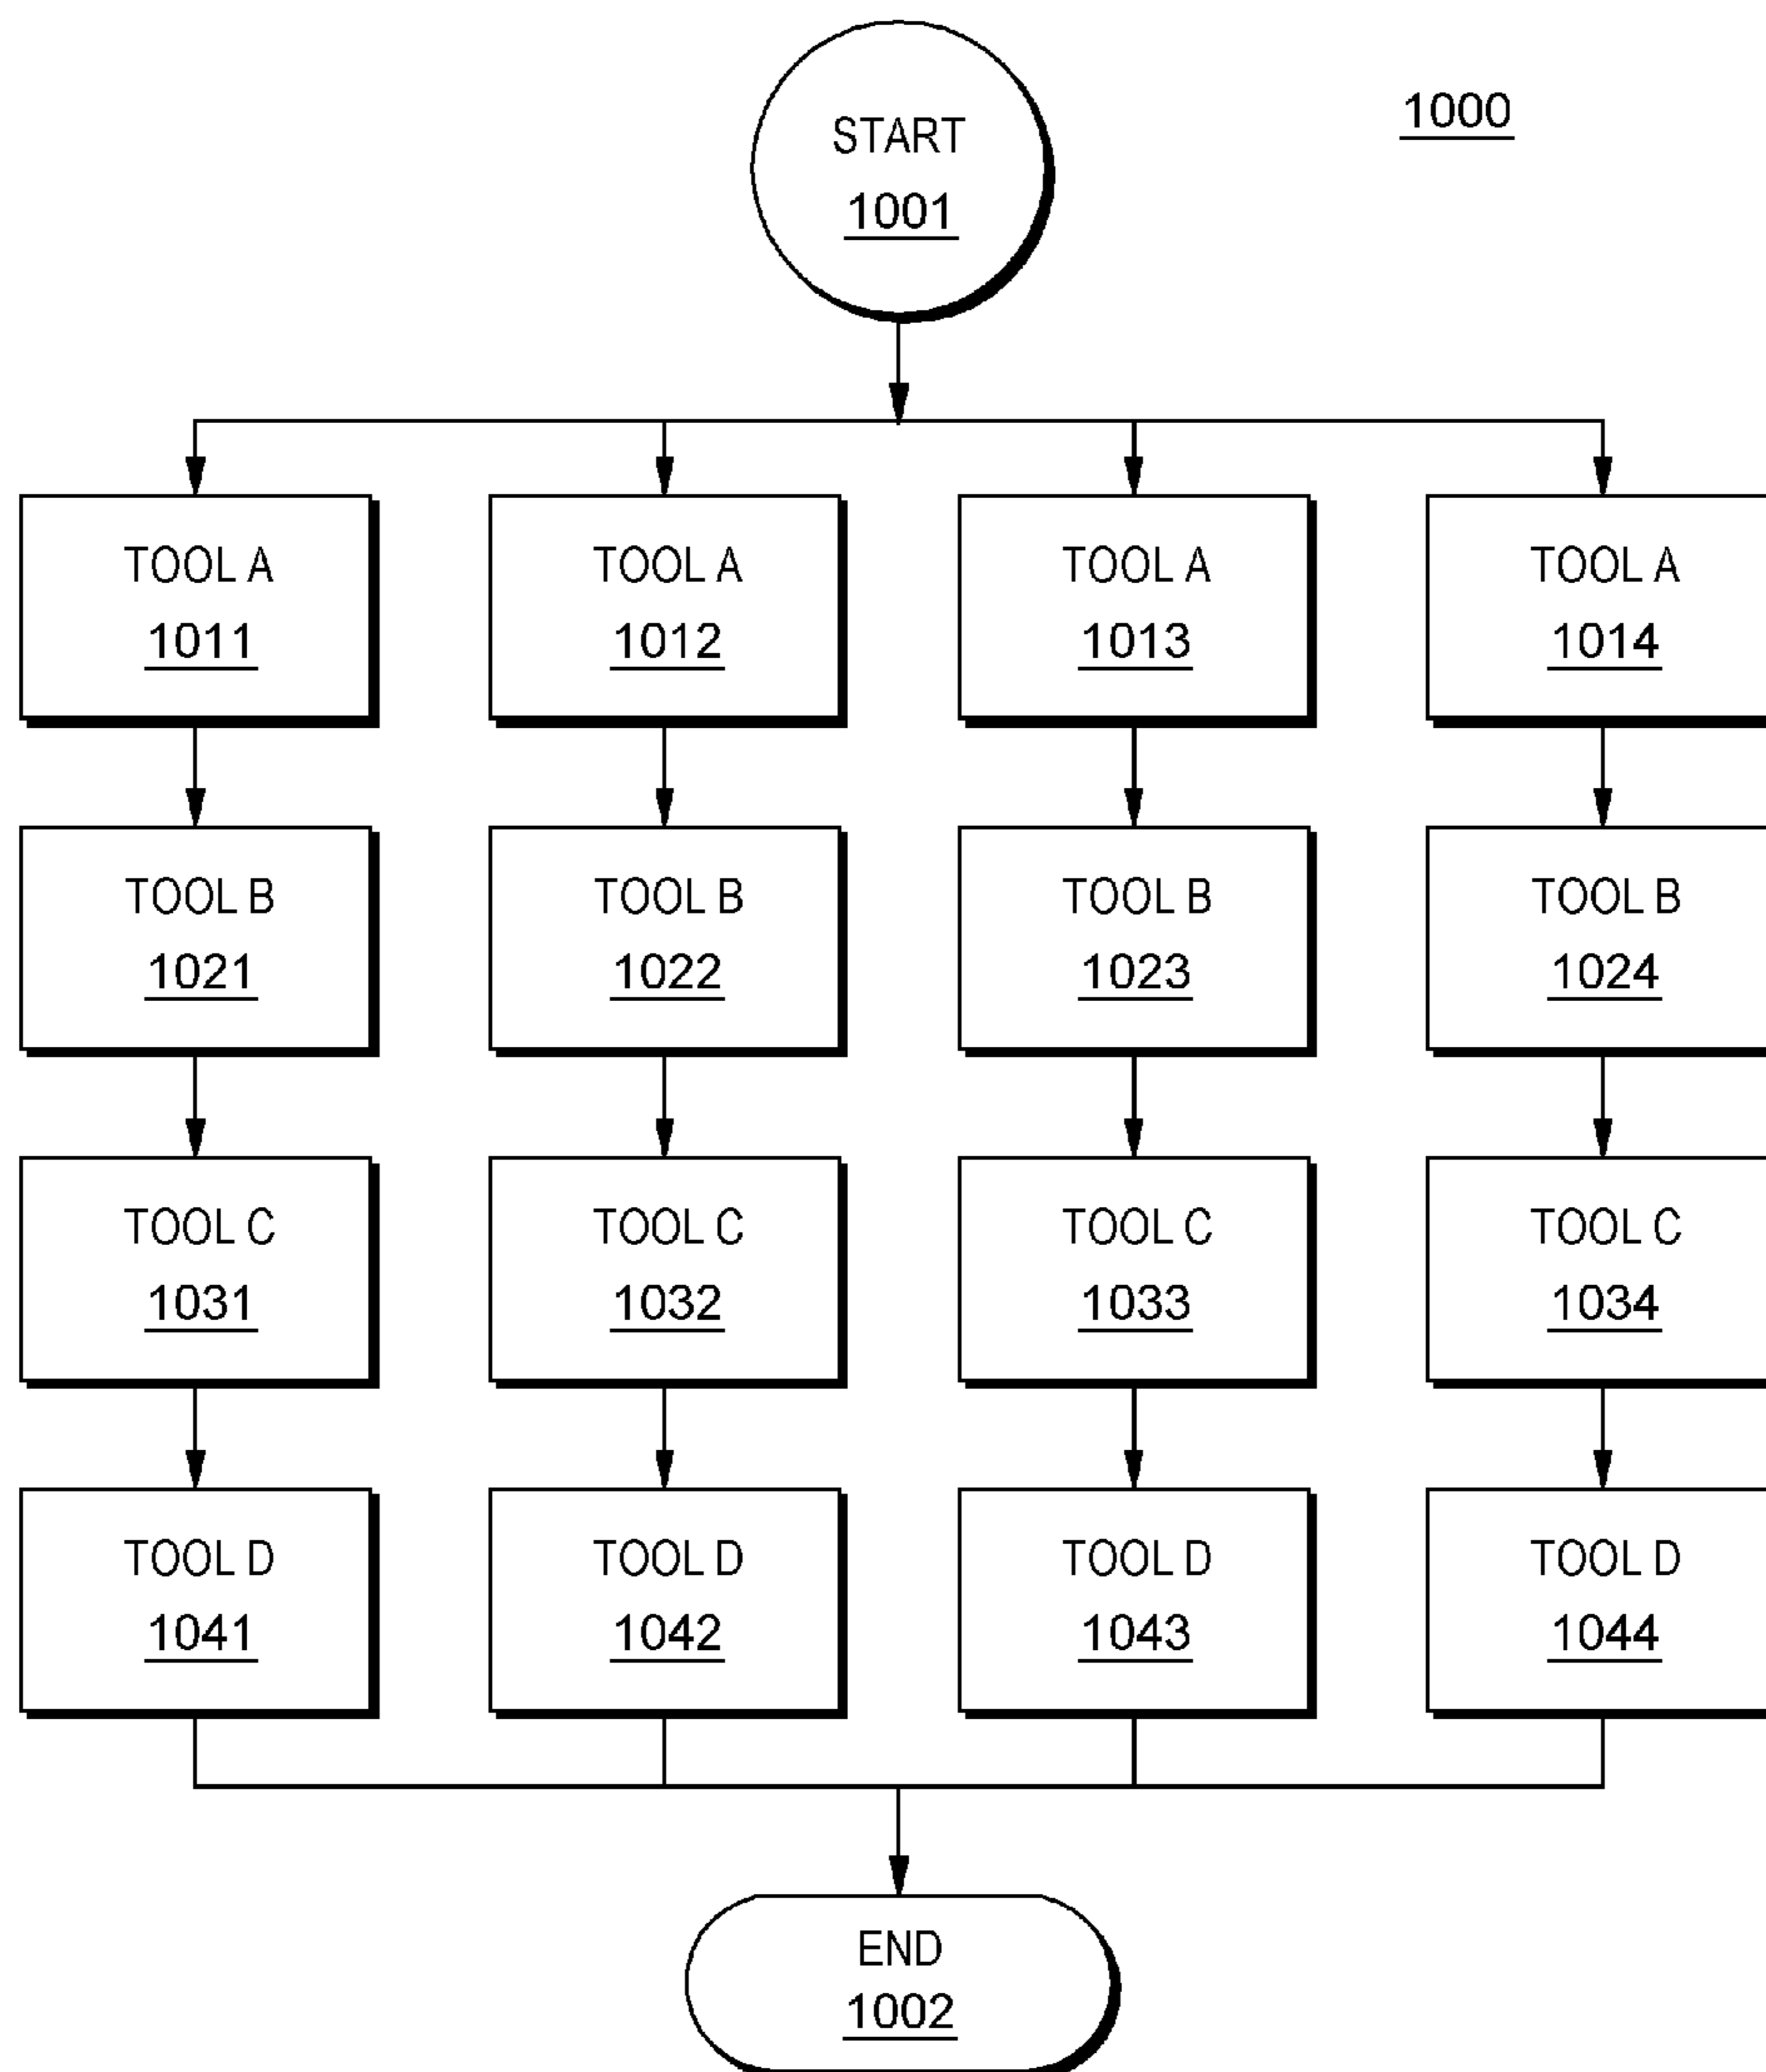 START
1001
1000
TOOL A
1011
TOOL A
1012
TOOL A
1013
TOOL A
1014
TOOL B
1021
TOOL B
1022
TOOL B
1023
TOOL B
1024
TOOL C
1031
TOOL C
1032
TOOL C
1033
TOOL C
1034
TOOL D
1041
TOOL D
1042
TOOL D
1043
TOOL D
1044
END
1002